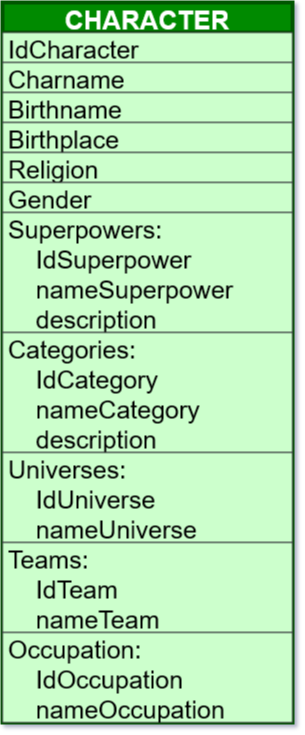 CHARACTER
IdCharacter
Charname
Birthname
Birthplace
Religion
Gender
Superpowers:
IdSuperpower
nameSuperpower
description
Categories:
IdCategory
nameCategory
description
Universes:
IdUniverse
nameUniverse
Teams:
IdTeam
nameTeam
Occupation:
IdOccupation
nameOccupation